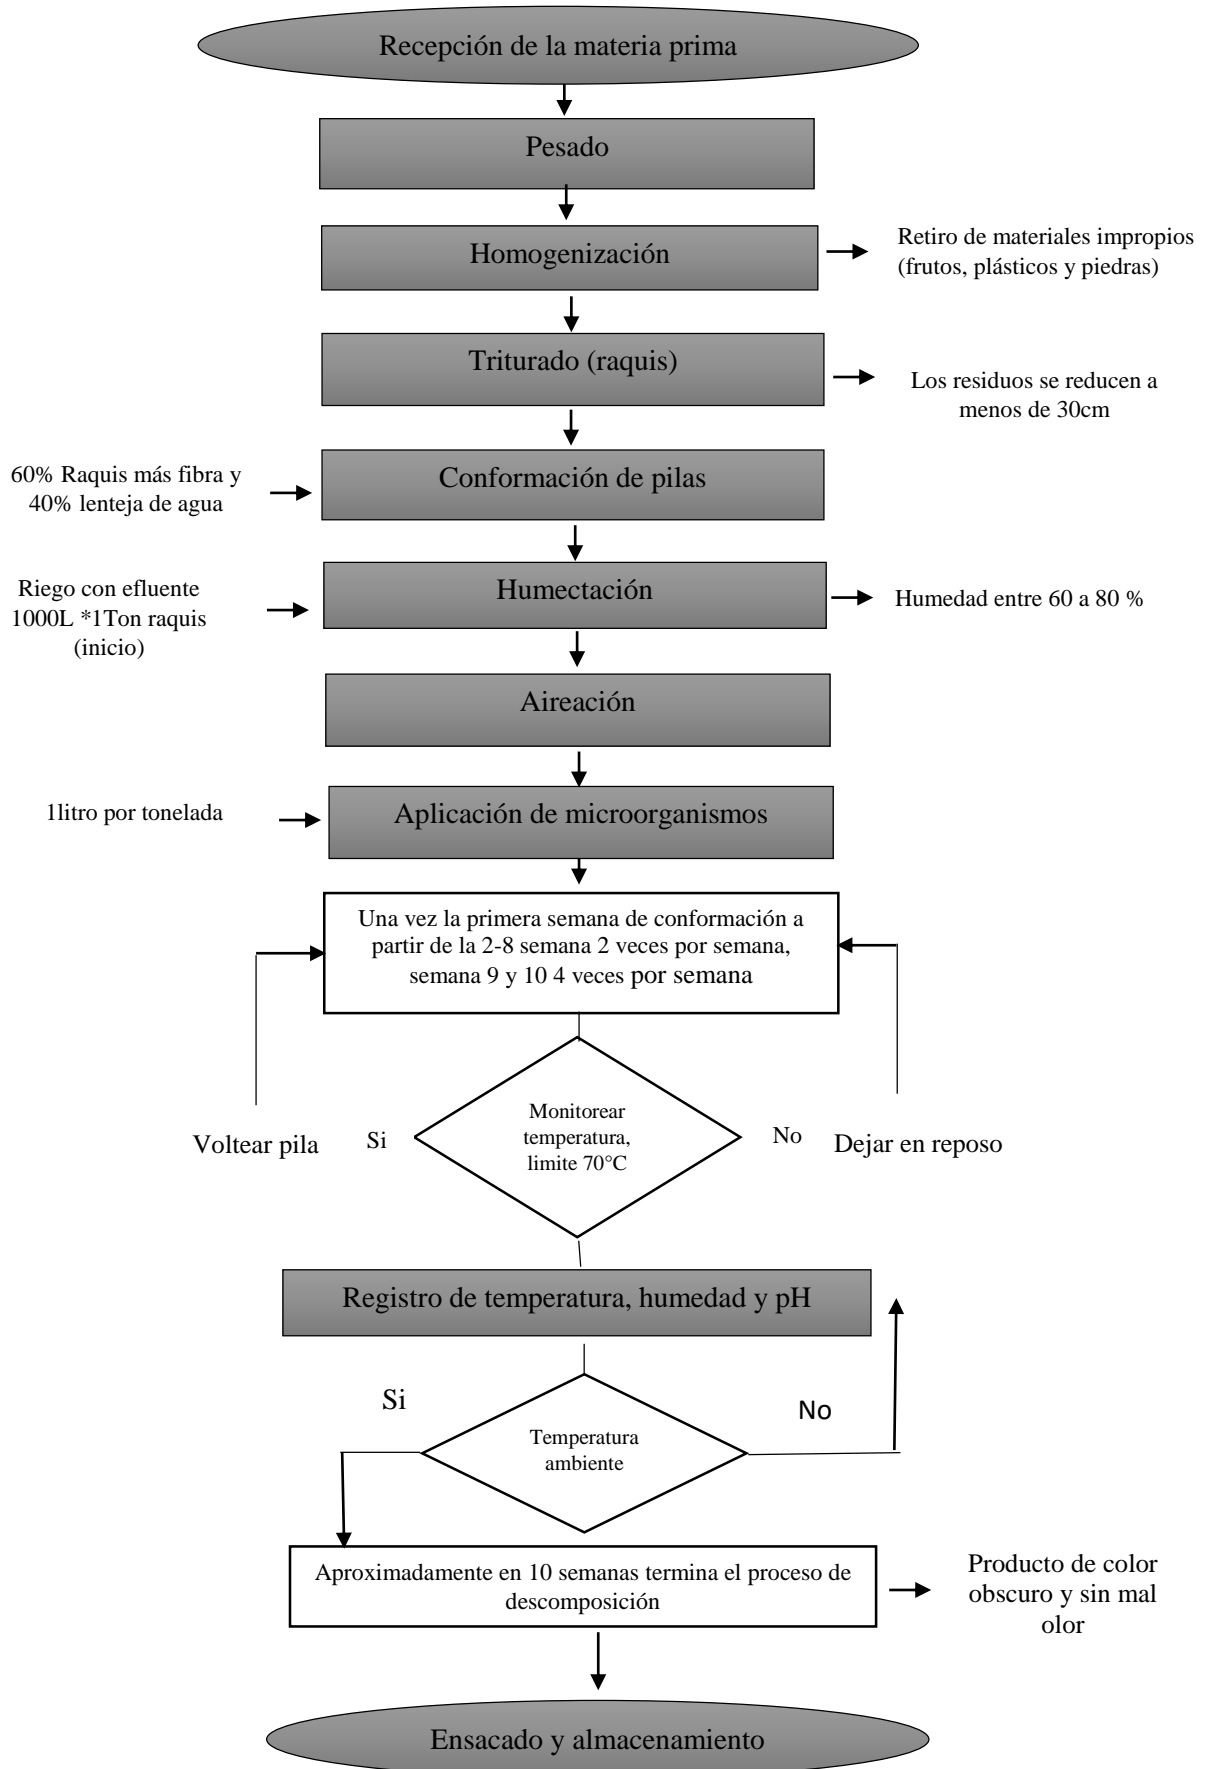 Recepción de la materia prima
Pesado
Homogenización
Retiro de materiales impropios
(frutos, plásticos y piedras)
Triturado (raquis)
Los residuos se reducen a
menos de 30cm
60% Raquis más fibra y
40% lenteja de agua
Conformación de pilas
Riego con efluente
1000L *1Ton raquis
(inicio)
Humectación
Humedad entre 60 a 80 %
Aireación
1litro por tonelada
Aplicación de microorganismos
Una vez la primera semana de conformación a
partir de la 2-8 semana 2 veces por semana,
semana 9 y 10 4 veces por semana
Voltear pila
Si
Monitorear
temperatura,
limite 70°C
No
Dejar en reposo
Registro de temperatura, humedad y pH
Si
No
Temperatura
ambiente
Aproximadamente en 10 semanas termina el proceso de
descomposición
Producto de color
obscuro y sin mal
olor
Ensacado y almacenamiento